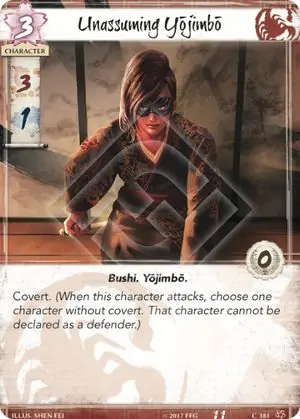 3 Unassuming Yōjimbō
CHARACTER
3
1
0
Bushi. Yōjimbō.
Covert. (When this character attacks, choose one
character without covert. That character cannot be
declared as a defender.)
ILLUS. SHEN FEI © 2017 FFG 11 C 181